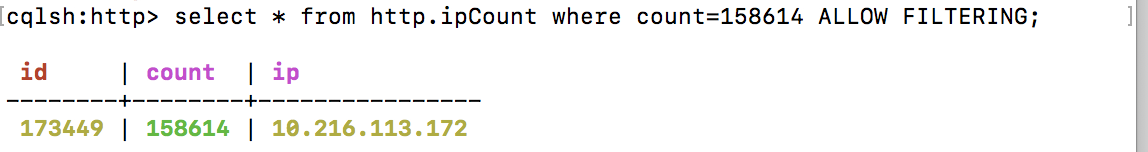 [cqlsh:http> select * from http.ipCount where count=158614 ALLOW FILTERING; ]
id | count | ip
--------+--------+----------------
173449 | 158614 | 10.216.113.172